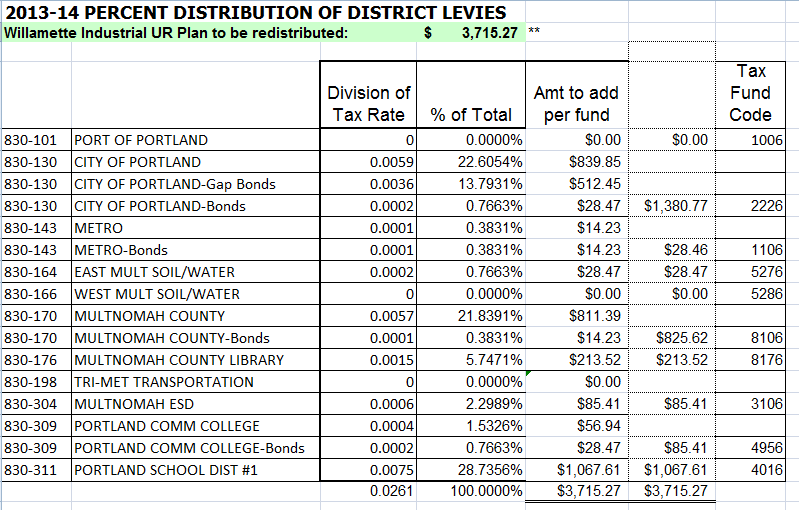 2013-14 PERCENT DISTRIBUTION OF DISTRICT LEVIES
Willamette Industrial UR Plan to be redistributed: $ 3,715.27 **
Division of Tax Rate % of Total Amt to add per fund Tax Fund Code
830-101 PORT OF PORTLAND 0 0.0000% $0.00 $0.00 1006
830-130 CITY OF PORTLAND 0.0059 22.6054% $839.85
830-130 CITY OF PORTLAND-Gap Bonds 0.0036 13.7931% $512.45
830-130 CITY OF PORTLAND-Bonds 0.0002 0.7663% $28.47 $1,380.77 2226
830-143 METRO 0.0001 0.3831% $14.23
830-143 METRO-Bonds 0.0001 0.3831% $14.23 $28.46 1106
830-164 EAST MULT SOIL/WATER 0.0002 0.7663% $28.47 $28.47 5276
830-166 WEST MULT SOIL/WATER 0 0.0000% $0.00 $0.00 5286
830-170 MULTNOMAH COUNTY 0.0057 21.8391% $811.39
830-170 MULTNOMAH COUNTY-Bonds 0.0001 0.3831% $14.23 $825.62 8106
830-176 MULTNOMAH COUNTY LIBRARY 0.0015 5.7471% $213.52 $213.52 8176
830-198 TRI-MET TRANSPORTATION 0 0.0000% $0.00
830-304 MULTNOMAH ESD 0.0006 2.2989% $85.41 $85.41 3106
830-309 PORTLAND COMM COLLEGE 0.0004 1.5326% $56.94
830-309 PORTLAND COMM COLLEGE-Bonds 0.0002 0.7663% $28.47 $85.41 4956
830-311 PORTLAND SCHOOL DIST #1 0.0075 28.7356% $1,067.61 $1,067.61 4016
0.0261 100.0000% $3,715.27 $3,715.27